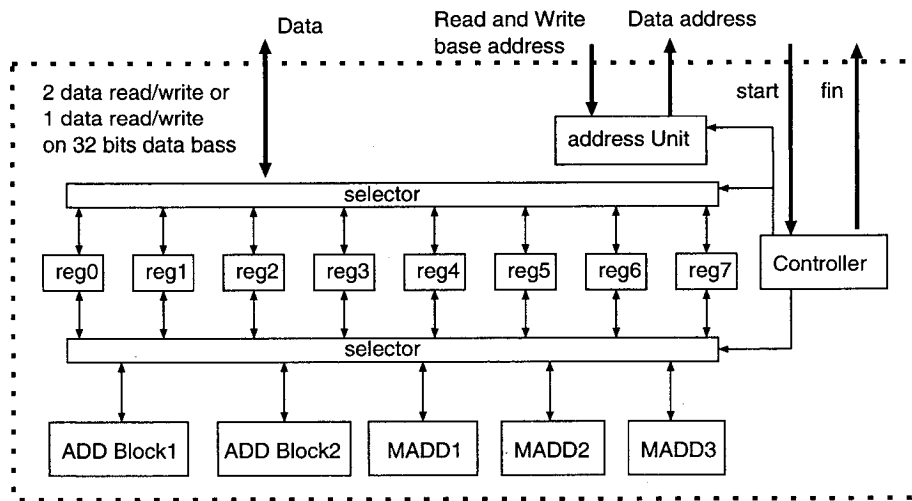 Data
Read and Write
base address
Data address
2 data read/write or
1 data read/write
on 32 bits data bass
start
fin
address Unit
selector
reg0
reg1
reg2
reg3
reg4
reg5
reg6
reg7
Controller
selector
ADD Block1
ADD Block2
MADD1
MADD2
MADD3